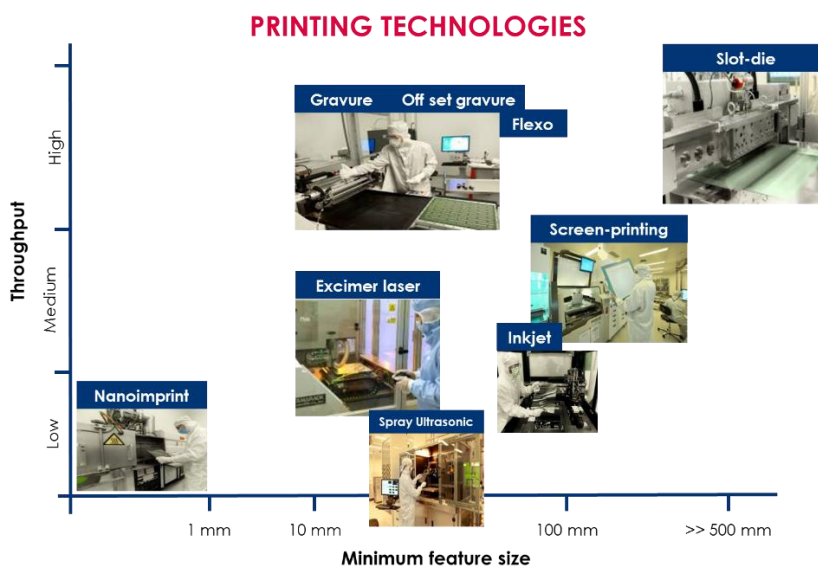 PRINTING TECHNOLOGIES
Slot-die
Gravure Off set gravure
Flexo
High
Screen-printing
Throughput
Medium
Excimer laser
Inkjet
Nanoimprint
Low
Spray Ultrasonic
1 mm
10 mm
100 mm
>> 500 mm
Minimum feature size